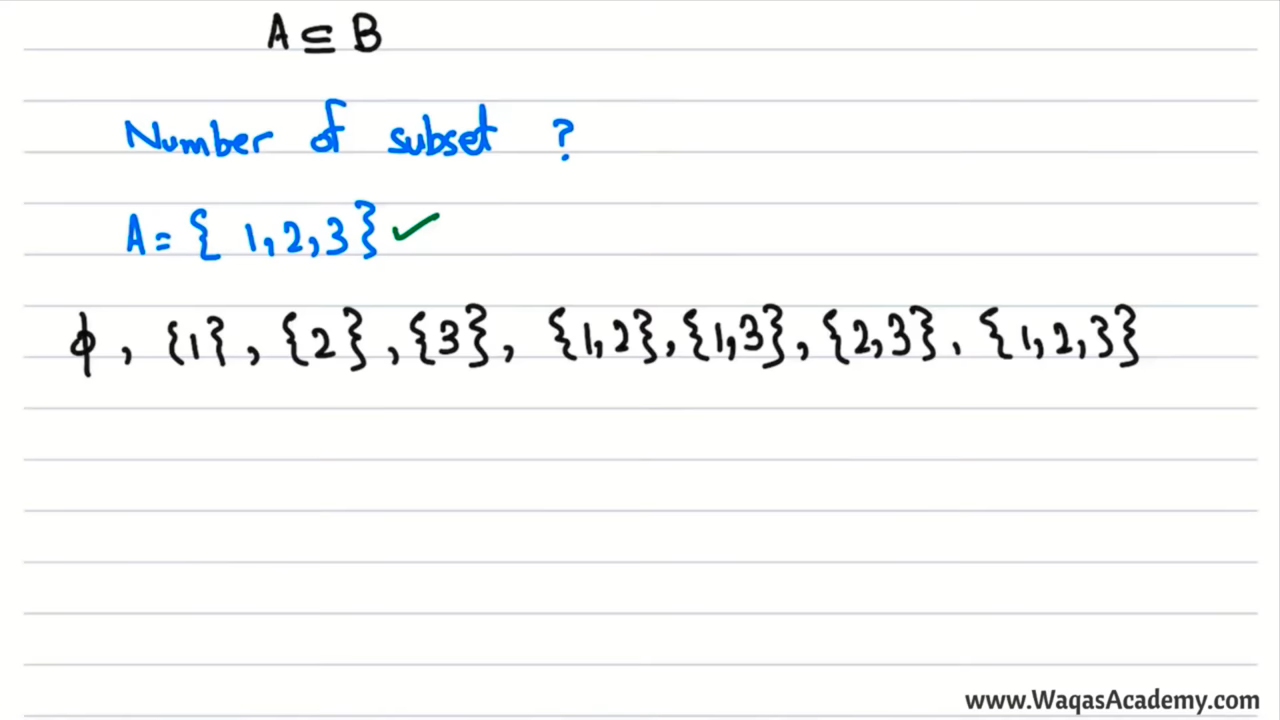 A ⊆ B
Number of subset ?
A = { 1, 2, 3} ✓
ϕ , {1} , {2} , {3} , {1,2} , {1,3} , {2,3} . {1, 2, 3}
www.WaqasAcademy.com